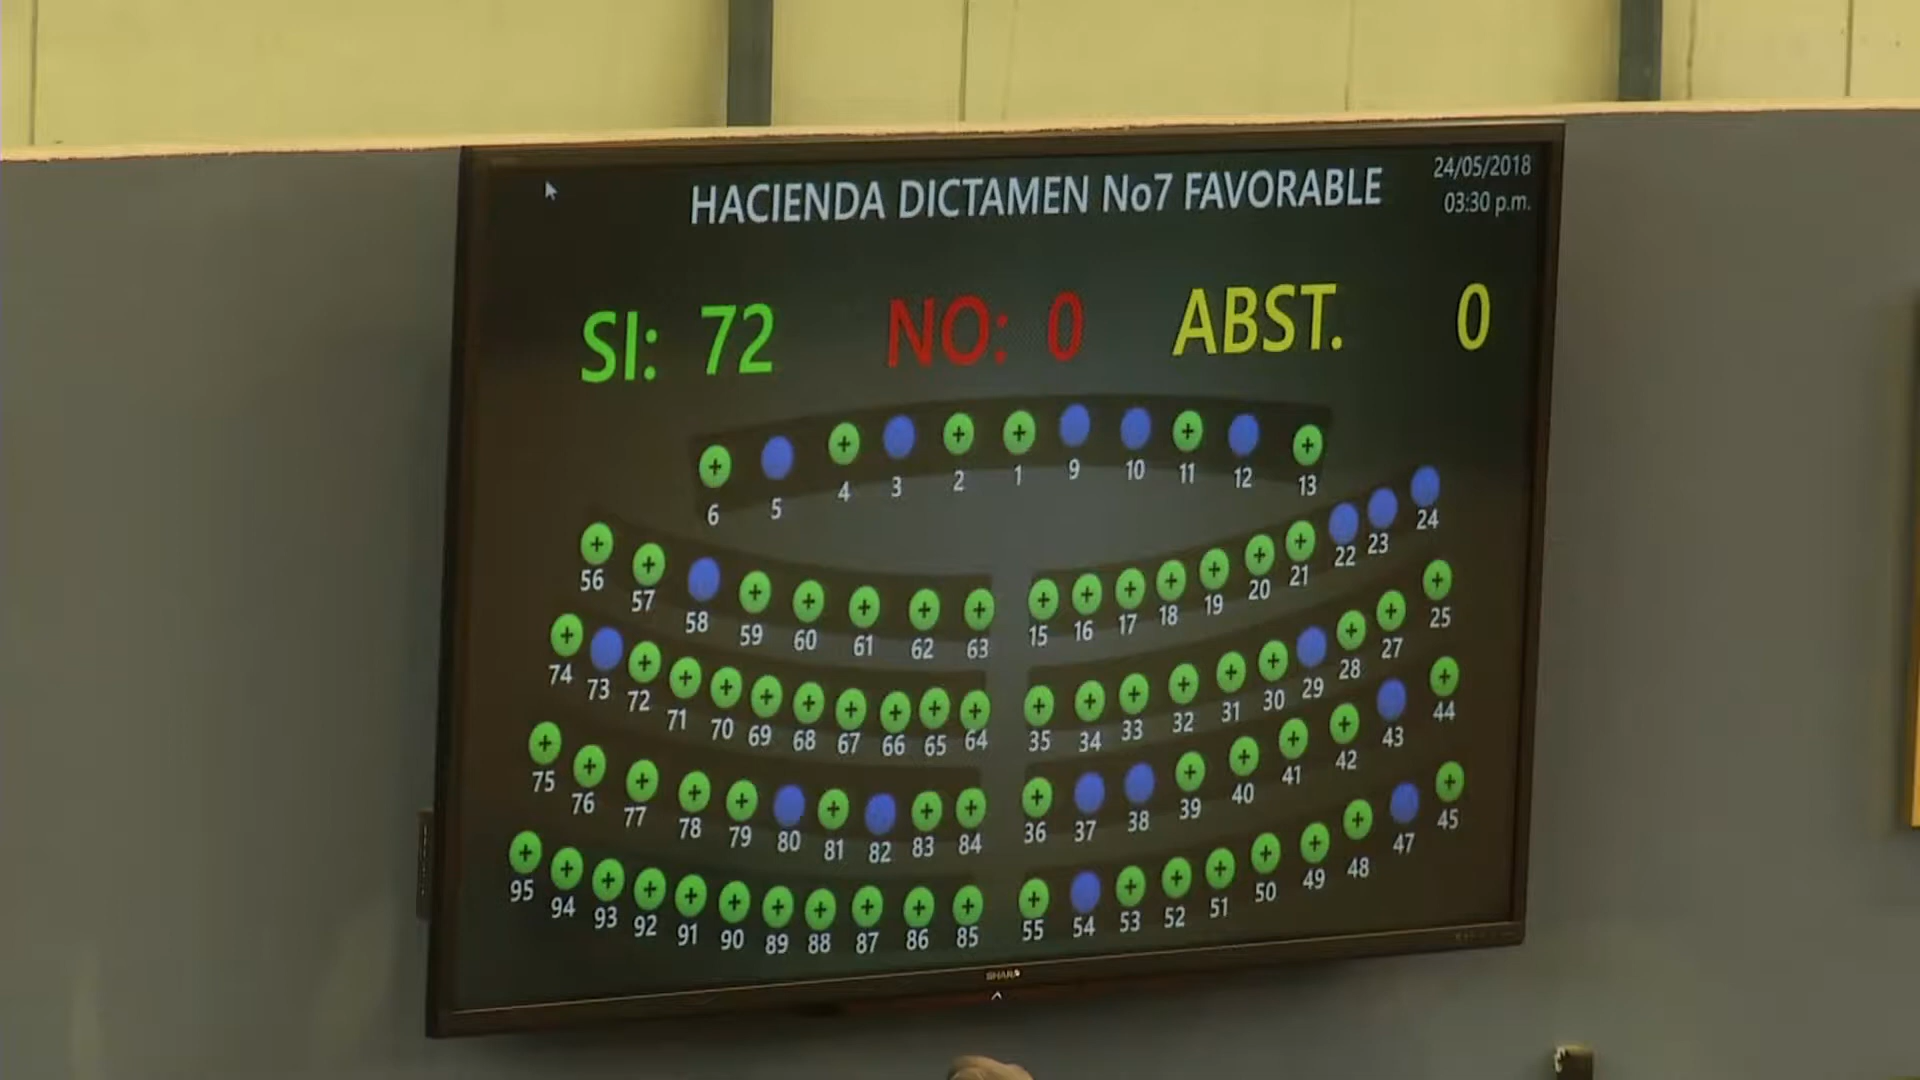 HACIENDA DICTAMEN No7 FAVORABLE
24/05/2018
03:30 p.m.
SI: 72 NO: 0 ABST. 0
6 5 4 3 2 1 9 10 11 12 13
56 57 58 59 60 61 62 63 15 16 17 18 19 20 21 22 23 24
74 73 72 71 70 69 68 67 66 65 64 35 34 33 32 31 30 29 28 27 25
75 76 77 78 79 80 81 82 83 84 36 37 38 39 40 41 42 43 44
95 94 93 92 91 90 89 88 87 86 85 55 54 53 52 51 50 49 48 47 45
SHARP